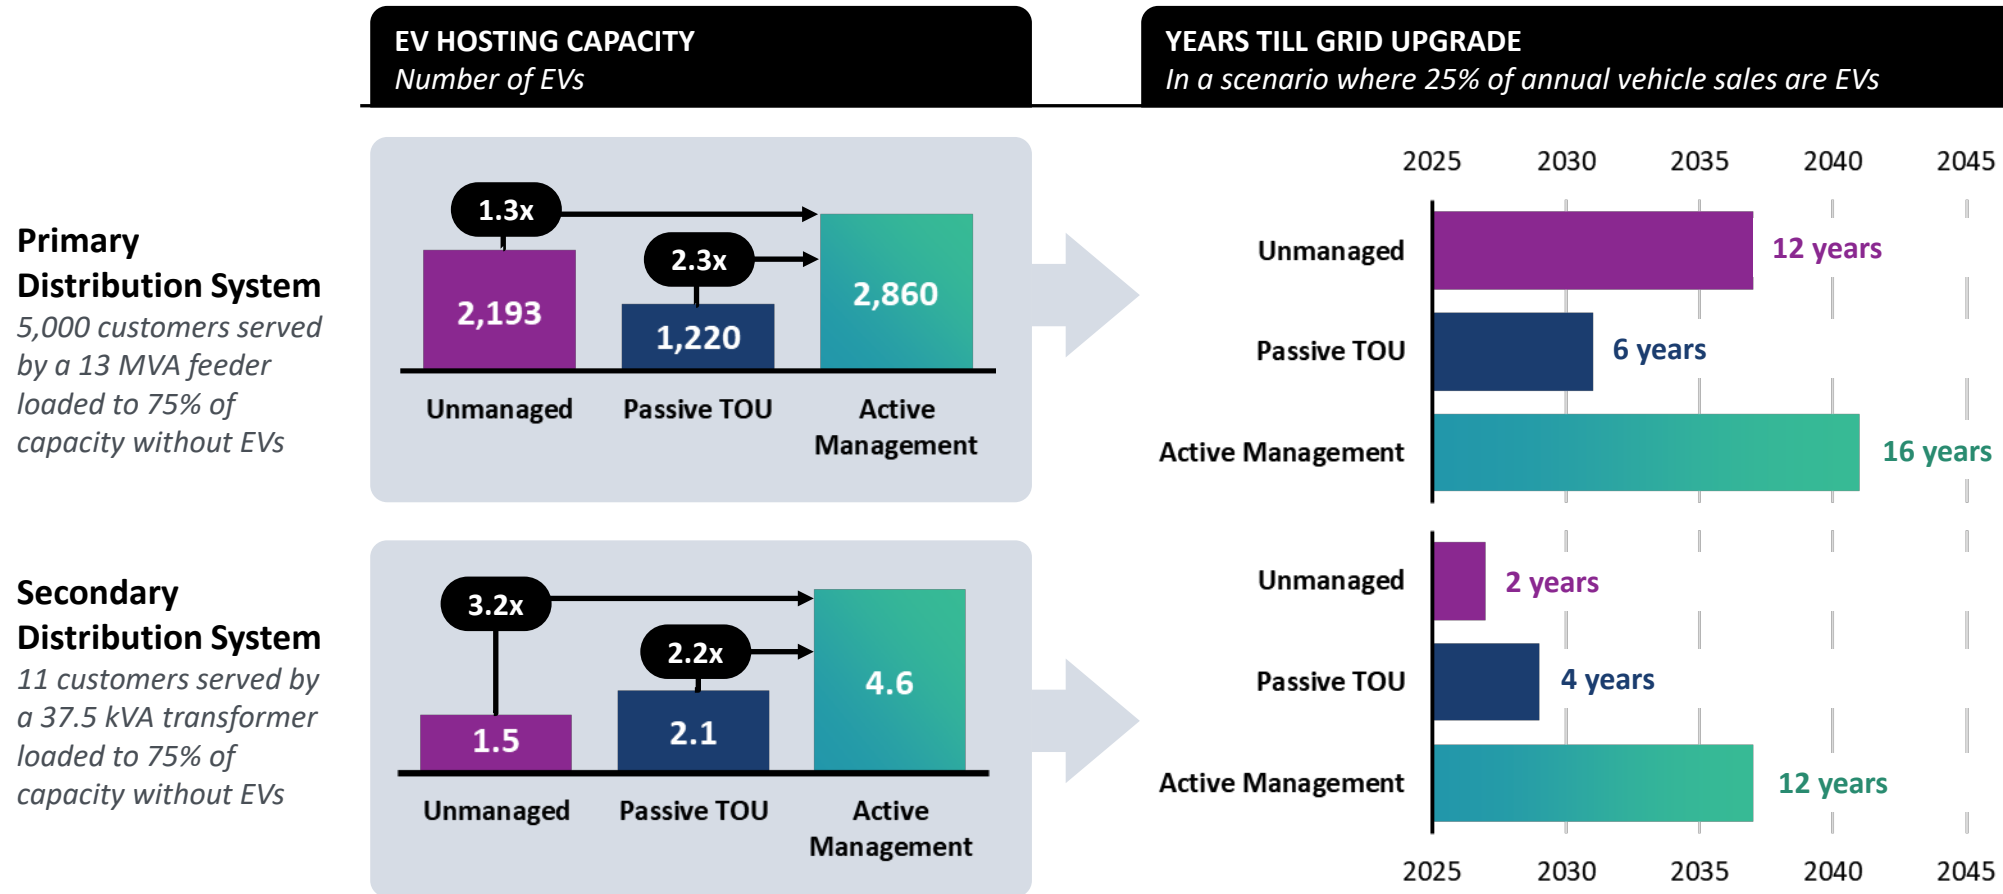 EV HOSTING CAPACITY
Number of EVs
YEARS TILL GRID UPGRADE
In a scenario where 25% of annual vehicle sales are EVs
Primary
Distribution System
5,000 customers served
by a 13 MVA feeder
loaded to 75% of
capacity without EVs
1.3x
2.3x
2,193
1,220
2,860
Unmanaged
Passive TOU
Active
Management
2025 2030 2035 2040 2045
Unmanaged
12 years
Passive TOU
6 years
Active Management
16 years
Secondary
Distribution System
11 customers served by
a 37.5 kVA transformer
loaded to 75% of
capacity without EVs
3.2x
2.2x
1.5
2.1
4.6
Unmanaged
Passive TOU
Active
Management
Unmanaged
2 years
Passive TOU
4 years
Active Management
12 years
2025 2030 2035 2040 2045